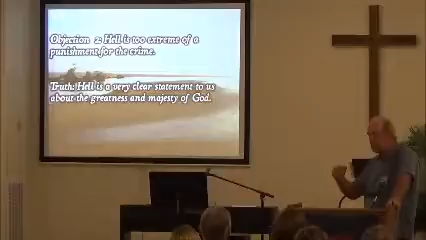 Objection 2: Hell is too extreme of a
punishment for the crime.
Truth: Hell is a very clear statement to us
about the greatness and majesty of God.